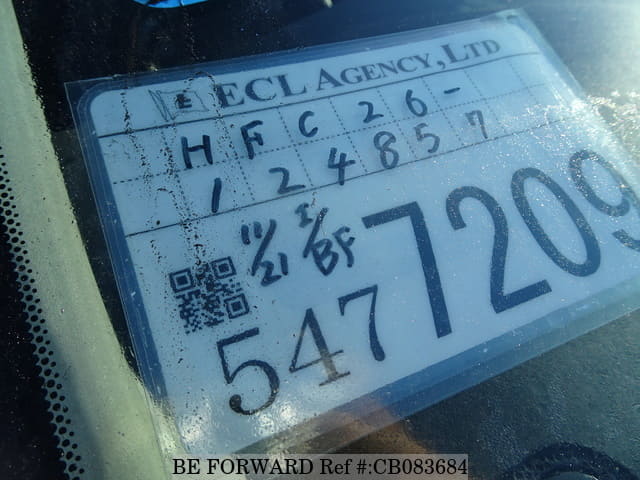 E ECL AGENCY, LTD
HFC26-
124857
11/21 I/BF
5477209
BE FORWARD Ref #:CB083684